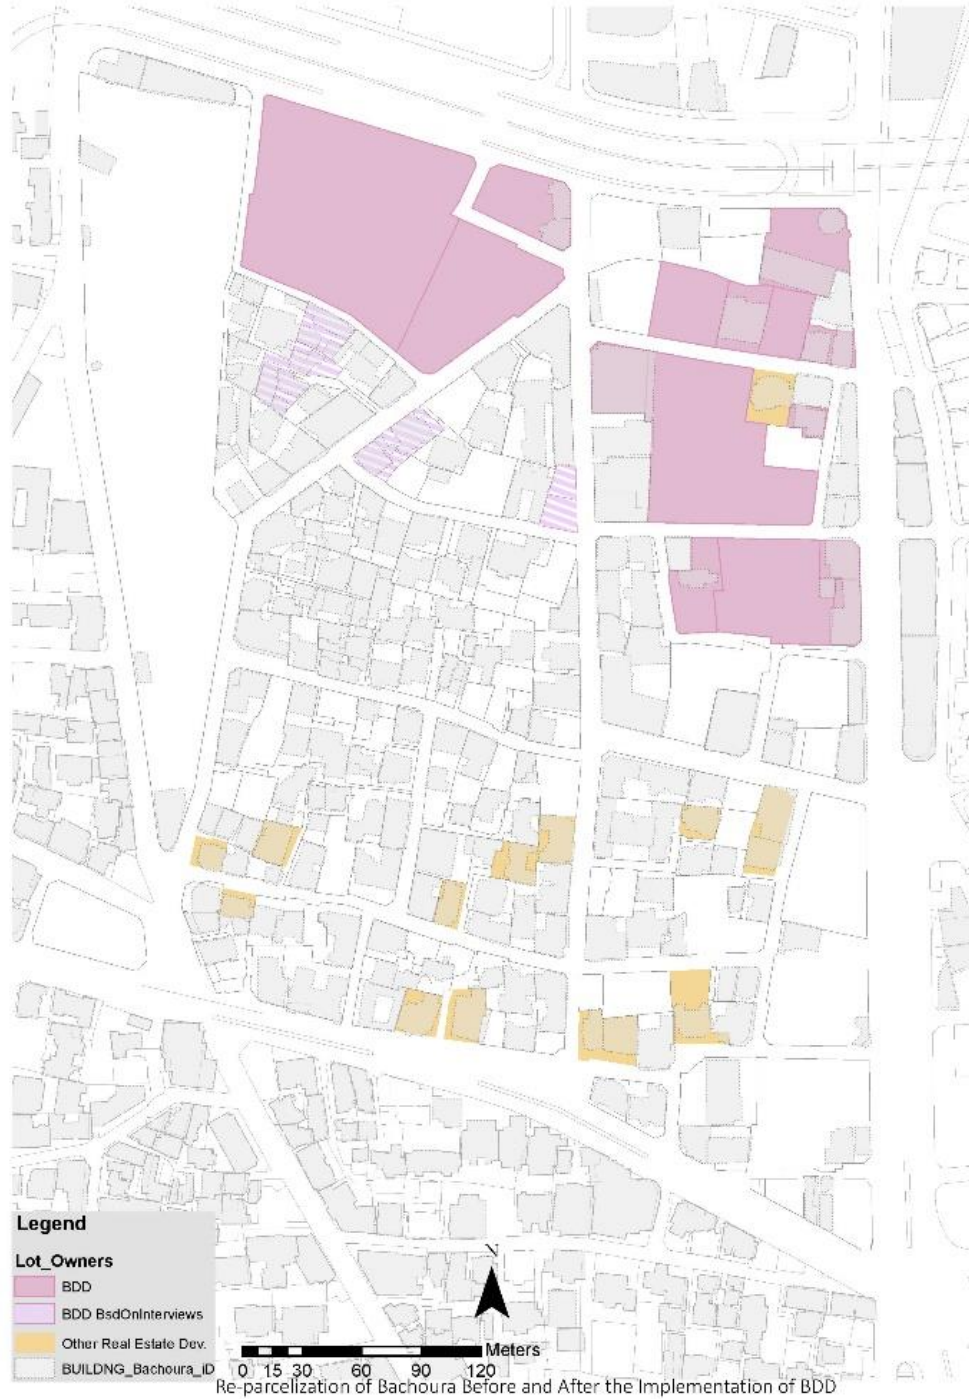 Legend
Lot_Owners
BDD
BDD BsdOnInterviews
Other Real Estate Dev.
BUILDNG_Bachoura_iD
N
Meters
0 15 30 60 90 120
Re-parcelization of Bachoura Before and After the Implementation of BDD